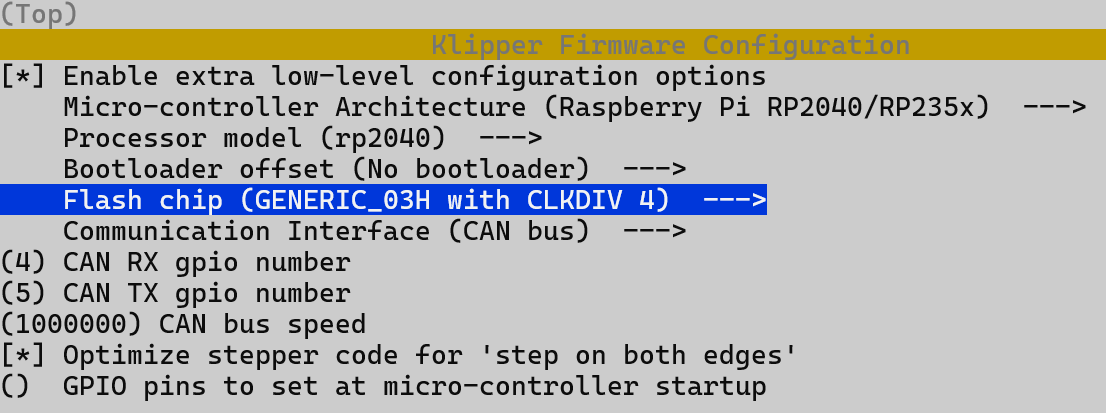 (Top)
Klipper Firmware Configuration
[*] Enable extra low-level configuration options
Micro-controller Architecture (Raspberry Pi RP2040/RP235x)  --->
Processor model (rp2040)  --->
Bootloader offset (No bootloader)  --->
Flash chip (GENERIC_03H with CLKDIV 4)  --->
Communication Interface (CAN bus)  --->
(4) CAN RX gpio number
(5) CAN TX gpio number
(1000000) CAN bus speed
[*] Optimize stepper code for 'step on both edges'
()  GPIO pins to set at micro-controller startup